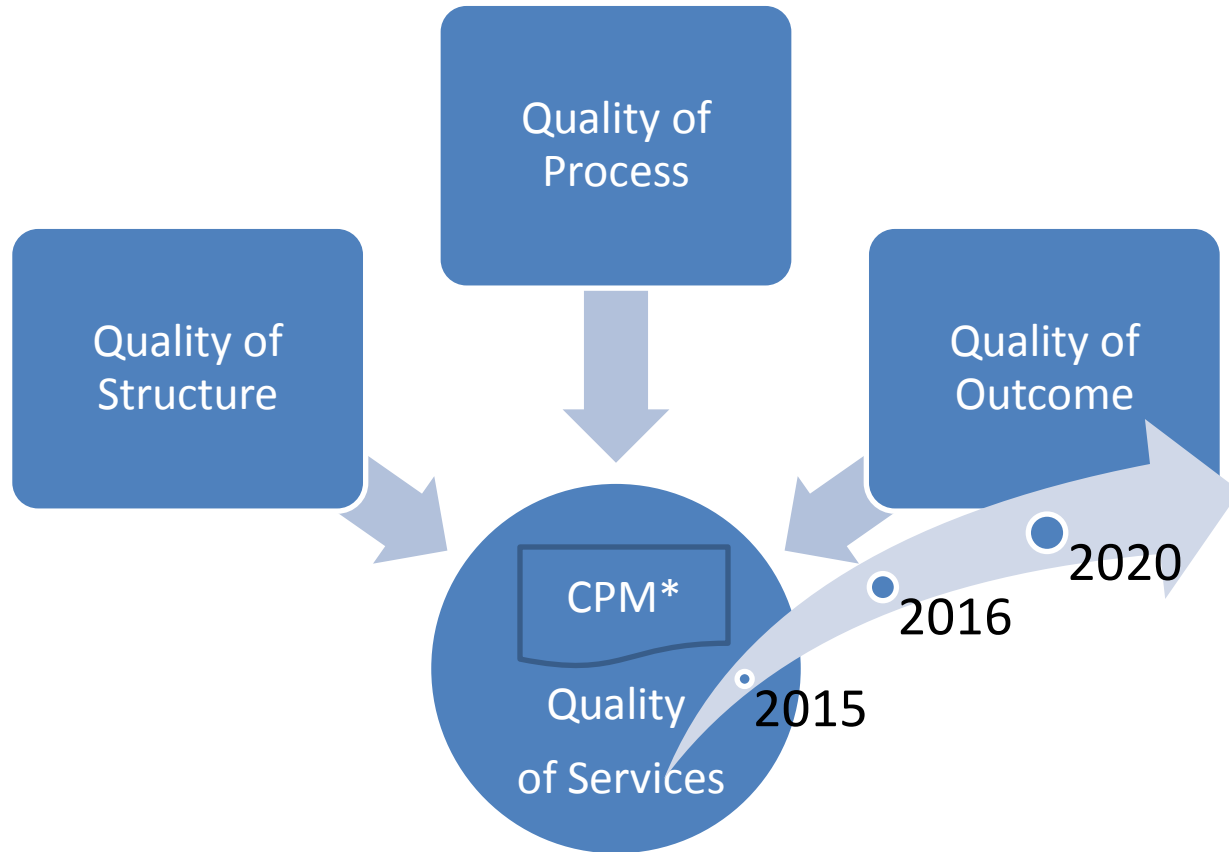 Quality of
Process
Quality of
Structure
Quality of
Outcome
CPM*
Quality
of Services
2015
2016
2020